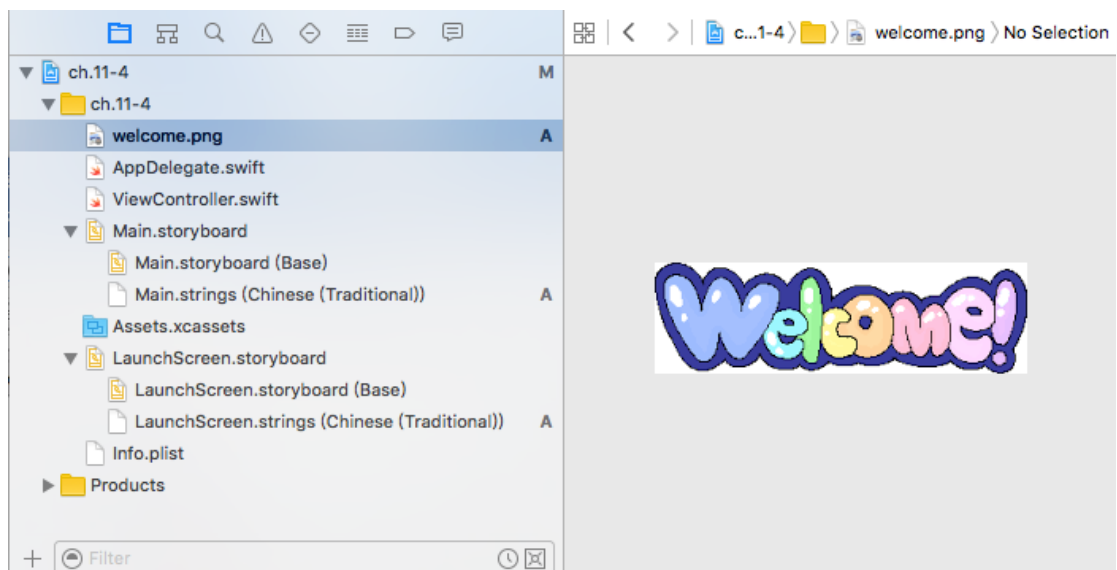 c...1-4
welcome.png
No Selection
ch.11-4
M
ch.11-4
welcome.png
A
AppDelegate.swift
ViewController.swift
Main.storyboard
Main.storyboard (Base)
Main.strings (Chinese (Traditional))
A
Assets.xcassets
LaunchScreen.storyboard
LaunchScreen.storyboard (Base)
LaunchScreen.strings (Chinese (Traditional))
A
Info.plist
Products
Filter
Welcome!